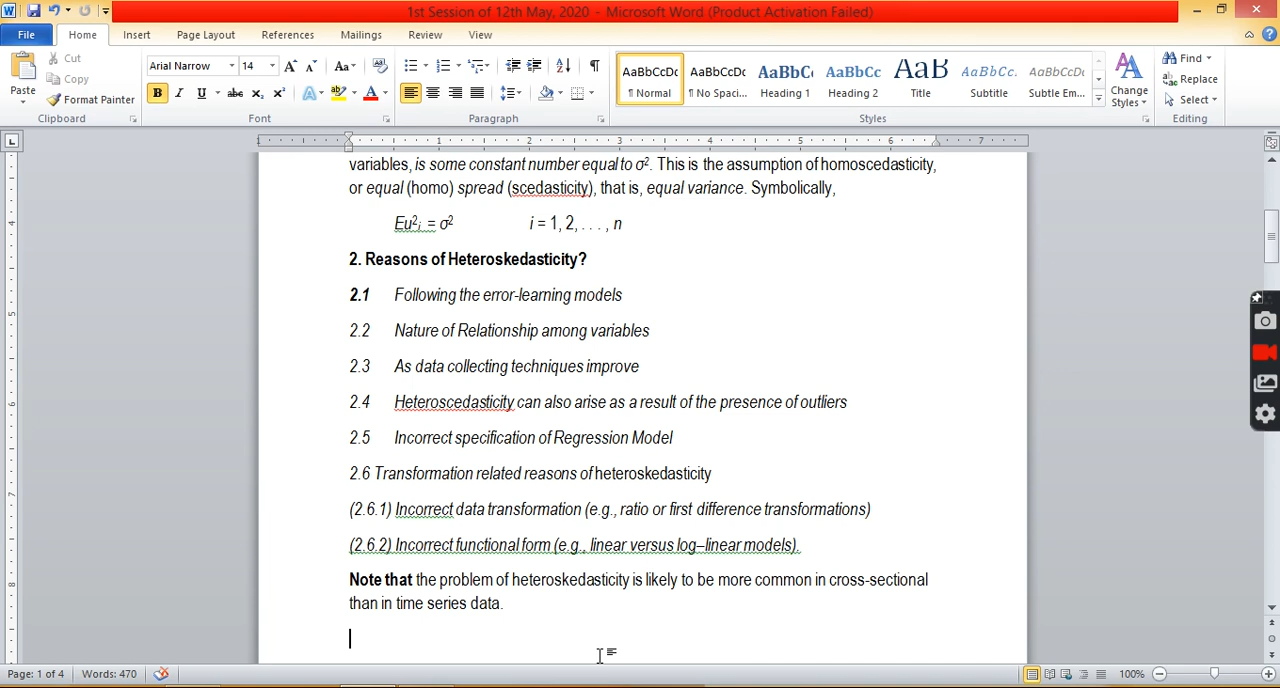 1st Session of 12th May, 2020 - Microsoft Word (Product Activation Failed)
File Home Insert Page Layout References Mailings Review View
Paste
Cut
Copy
Format Painter
Clipboard
Arial Narrow 14
Font
Paragraph
AaBbCcDc AaBbCcDc AaBbC AaBbCc AaB AaBbCc. AaBbCcDc
¶ Normal ¶ No Spaci... Heading 1 Heading 2 Title Subtitle Subtle Em...
Styles
Change Styles
Find
Replace
Select
Editing
variables, is some constant number equal to σ². This is the assumption of homoscedasticity,
or equal (homo) spread (scedasticity), that is, equal variance. Symbolically,
Eu²ᵢ = σ² i = 1, 2, . . . , n
2. Reasons of Heteroskedasticity?
2.1 Following the error-learning models
2.2 Nature of Relationship among variables
2.3 As data collecting techniques improve
2.4 Heteroscedasticity can also arise as a result of the presence of outliers
2.5 Incorrect specification of Regression Model
2.6 Transformation related reasons of heteroskedasticity
(2.6.1) Incorrect data transformation (e.g., ratio or first difference transformations)
(2.6.2) Incorrect functional form (e.g., linear versus log–linear models).
Note that the problem of heteroskedasticity is likely to be more common in cross-sectional
than in time series data.
Page: 1 of 4 Words: 470 100%